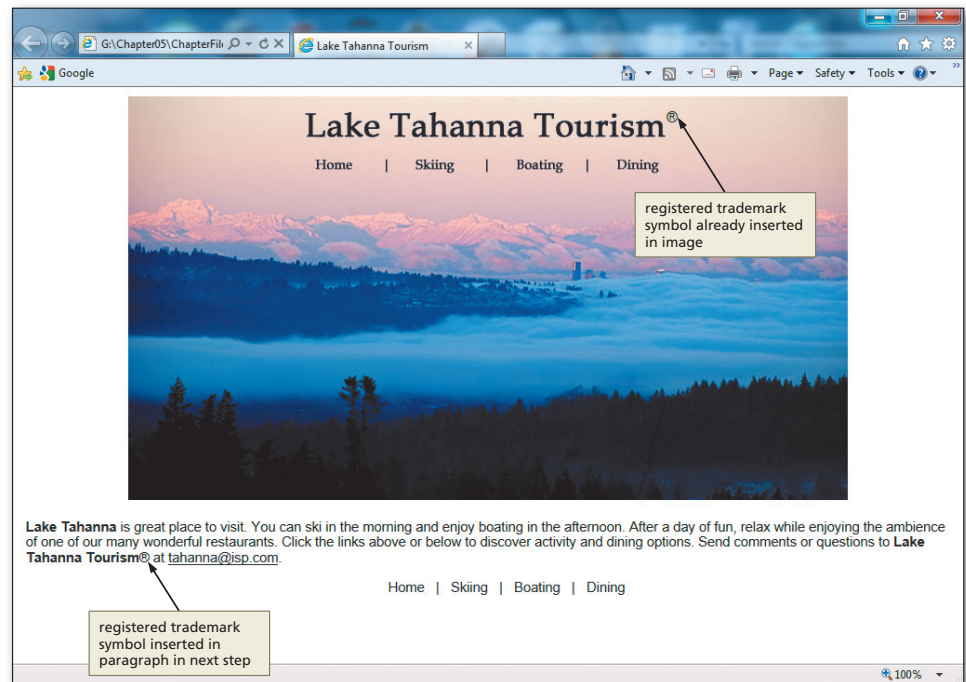 G:\Chapter05\ChapterFil
Lake Tahanna Tourism
Google
Page Safety Tools
Lake Tahanna Tourism®
Home | Skiing | Boating | Dining
registered trademark
symbol already inserted
in image
Lake Tahanna is great place to visit. You can ski in the morning and enjoy boating in the afternoon. After a day of fun, relax while enjoying the ambience
of one of our many wonderful restaurants. Click the links above or below to discover activity and dining options. Send comments or questions to Lake
Tahanna Tourism® at tahanna@isp.com.
Home | Skiing | Boating | Dining
registered trademark
symbol inserted in
paragraph in next step
100%